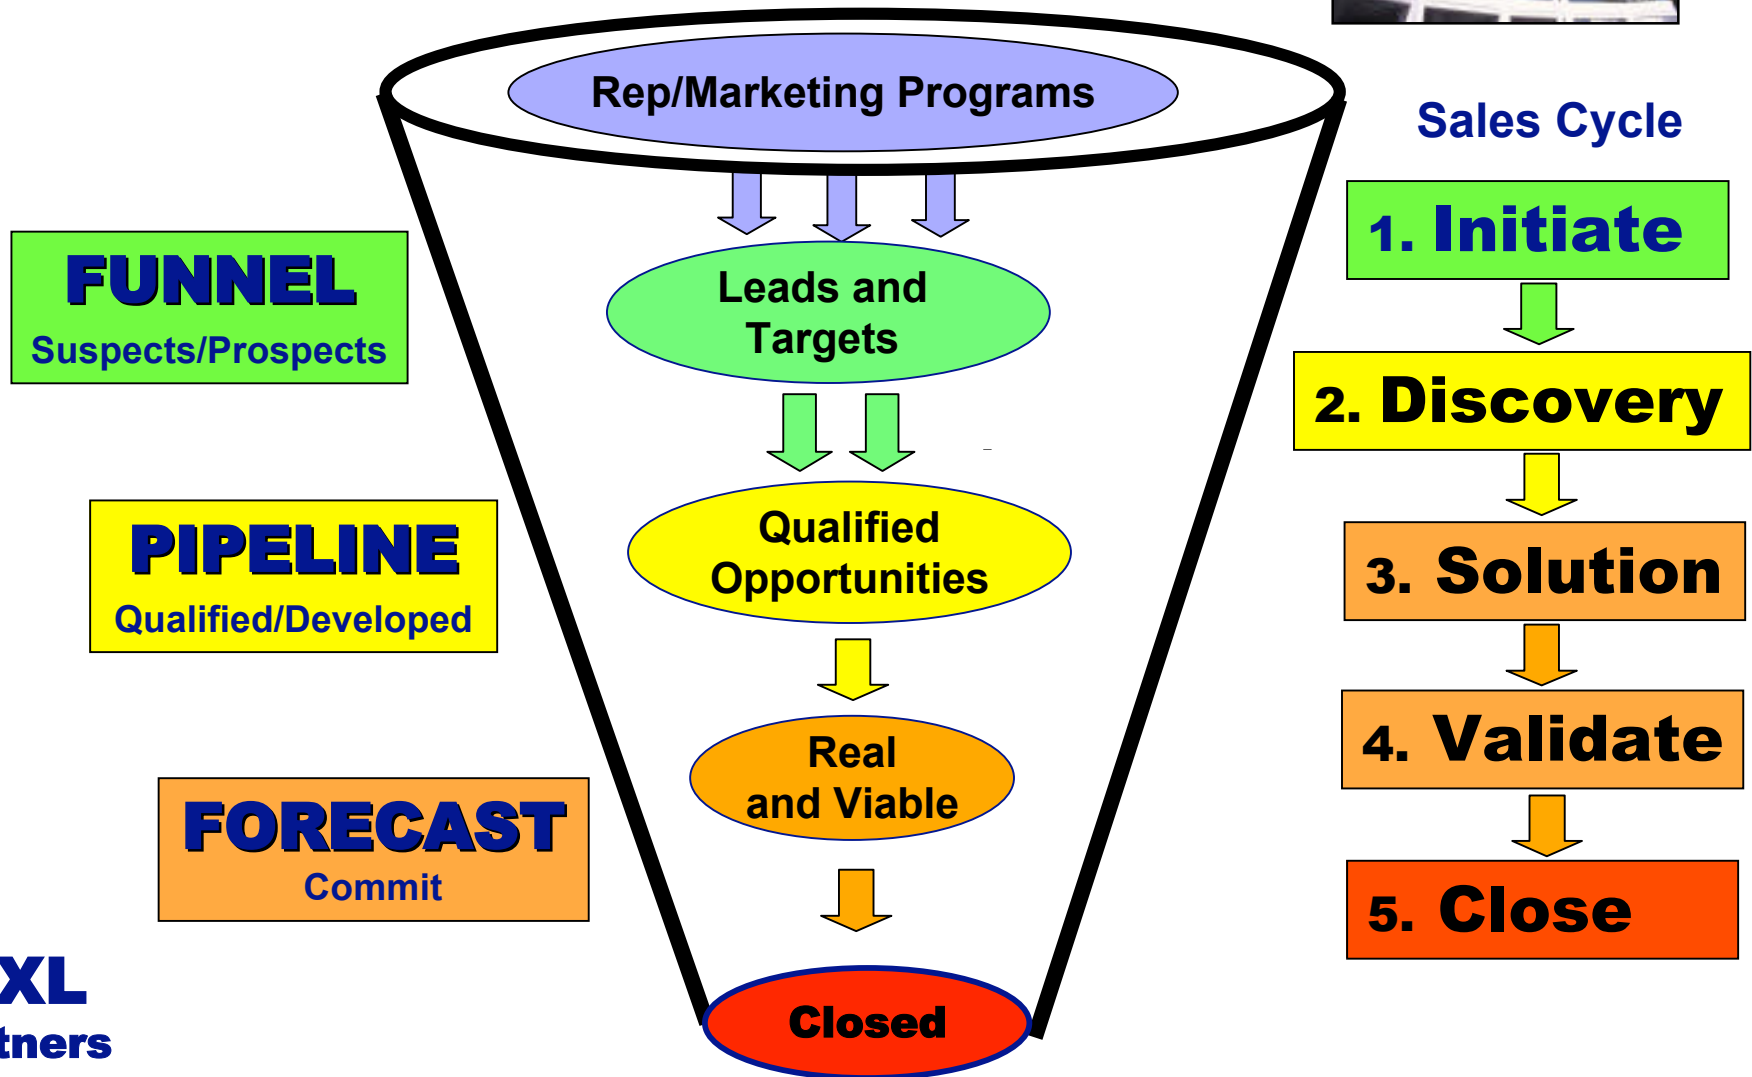 Rep/Marketing Programs
Sales Cycle
FUNNEL
Suspects/Prospects
Leads and
Targets
1. Initiate
2. Discovery
PIPELINE
Qualified/Developed
Qualified
Opportunities
3. Solution
Real
and Viable
4. Validate
FORECAST
Commit
5. Close
XL
tners
Closed